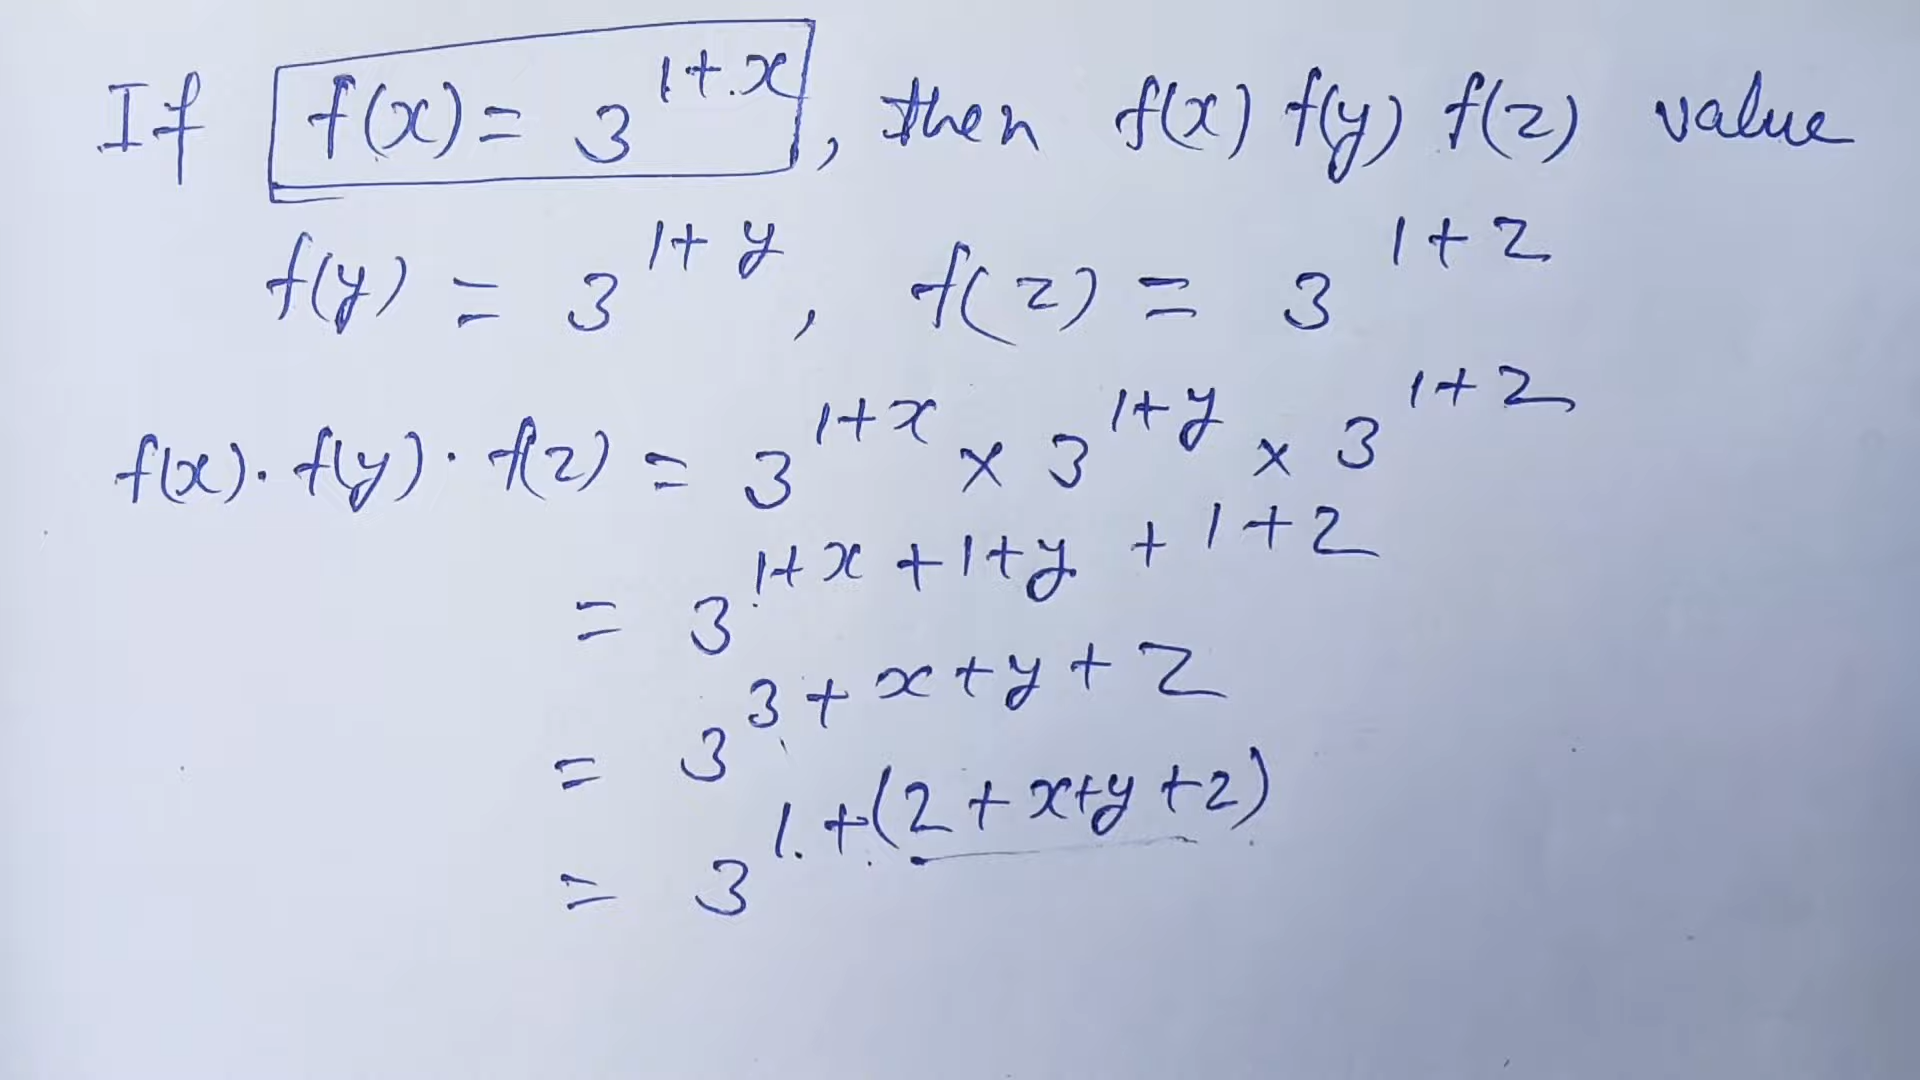 If f(x) = 3^{1+x}, then f(x) f(y) f(z) value
f(y) = 3^{1+y}, f(z) = 3^{1+z}
f(x) · f(y) · f(z) = 3^{1+x} × 3^{1+y} × 3^{1+z}
= 3^{1+x+1+y+1+z}
= 3^{3+x+y+z}
= 3^{1+(2+x+y+z)}